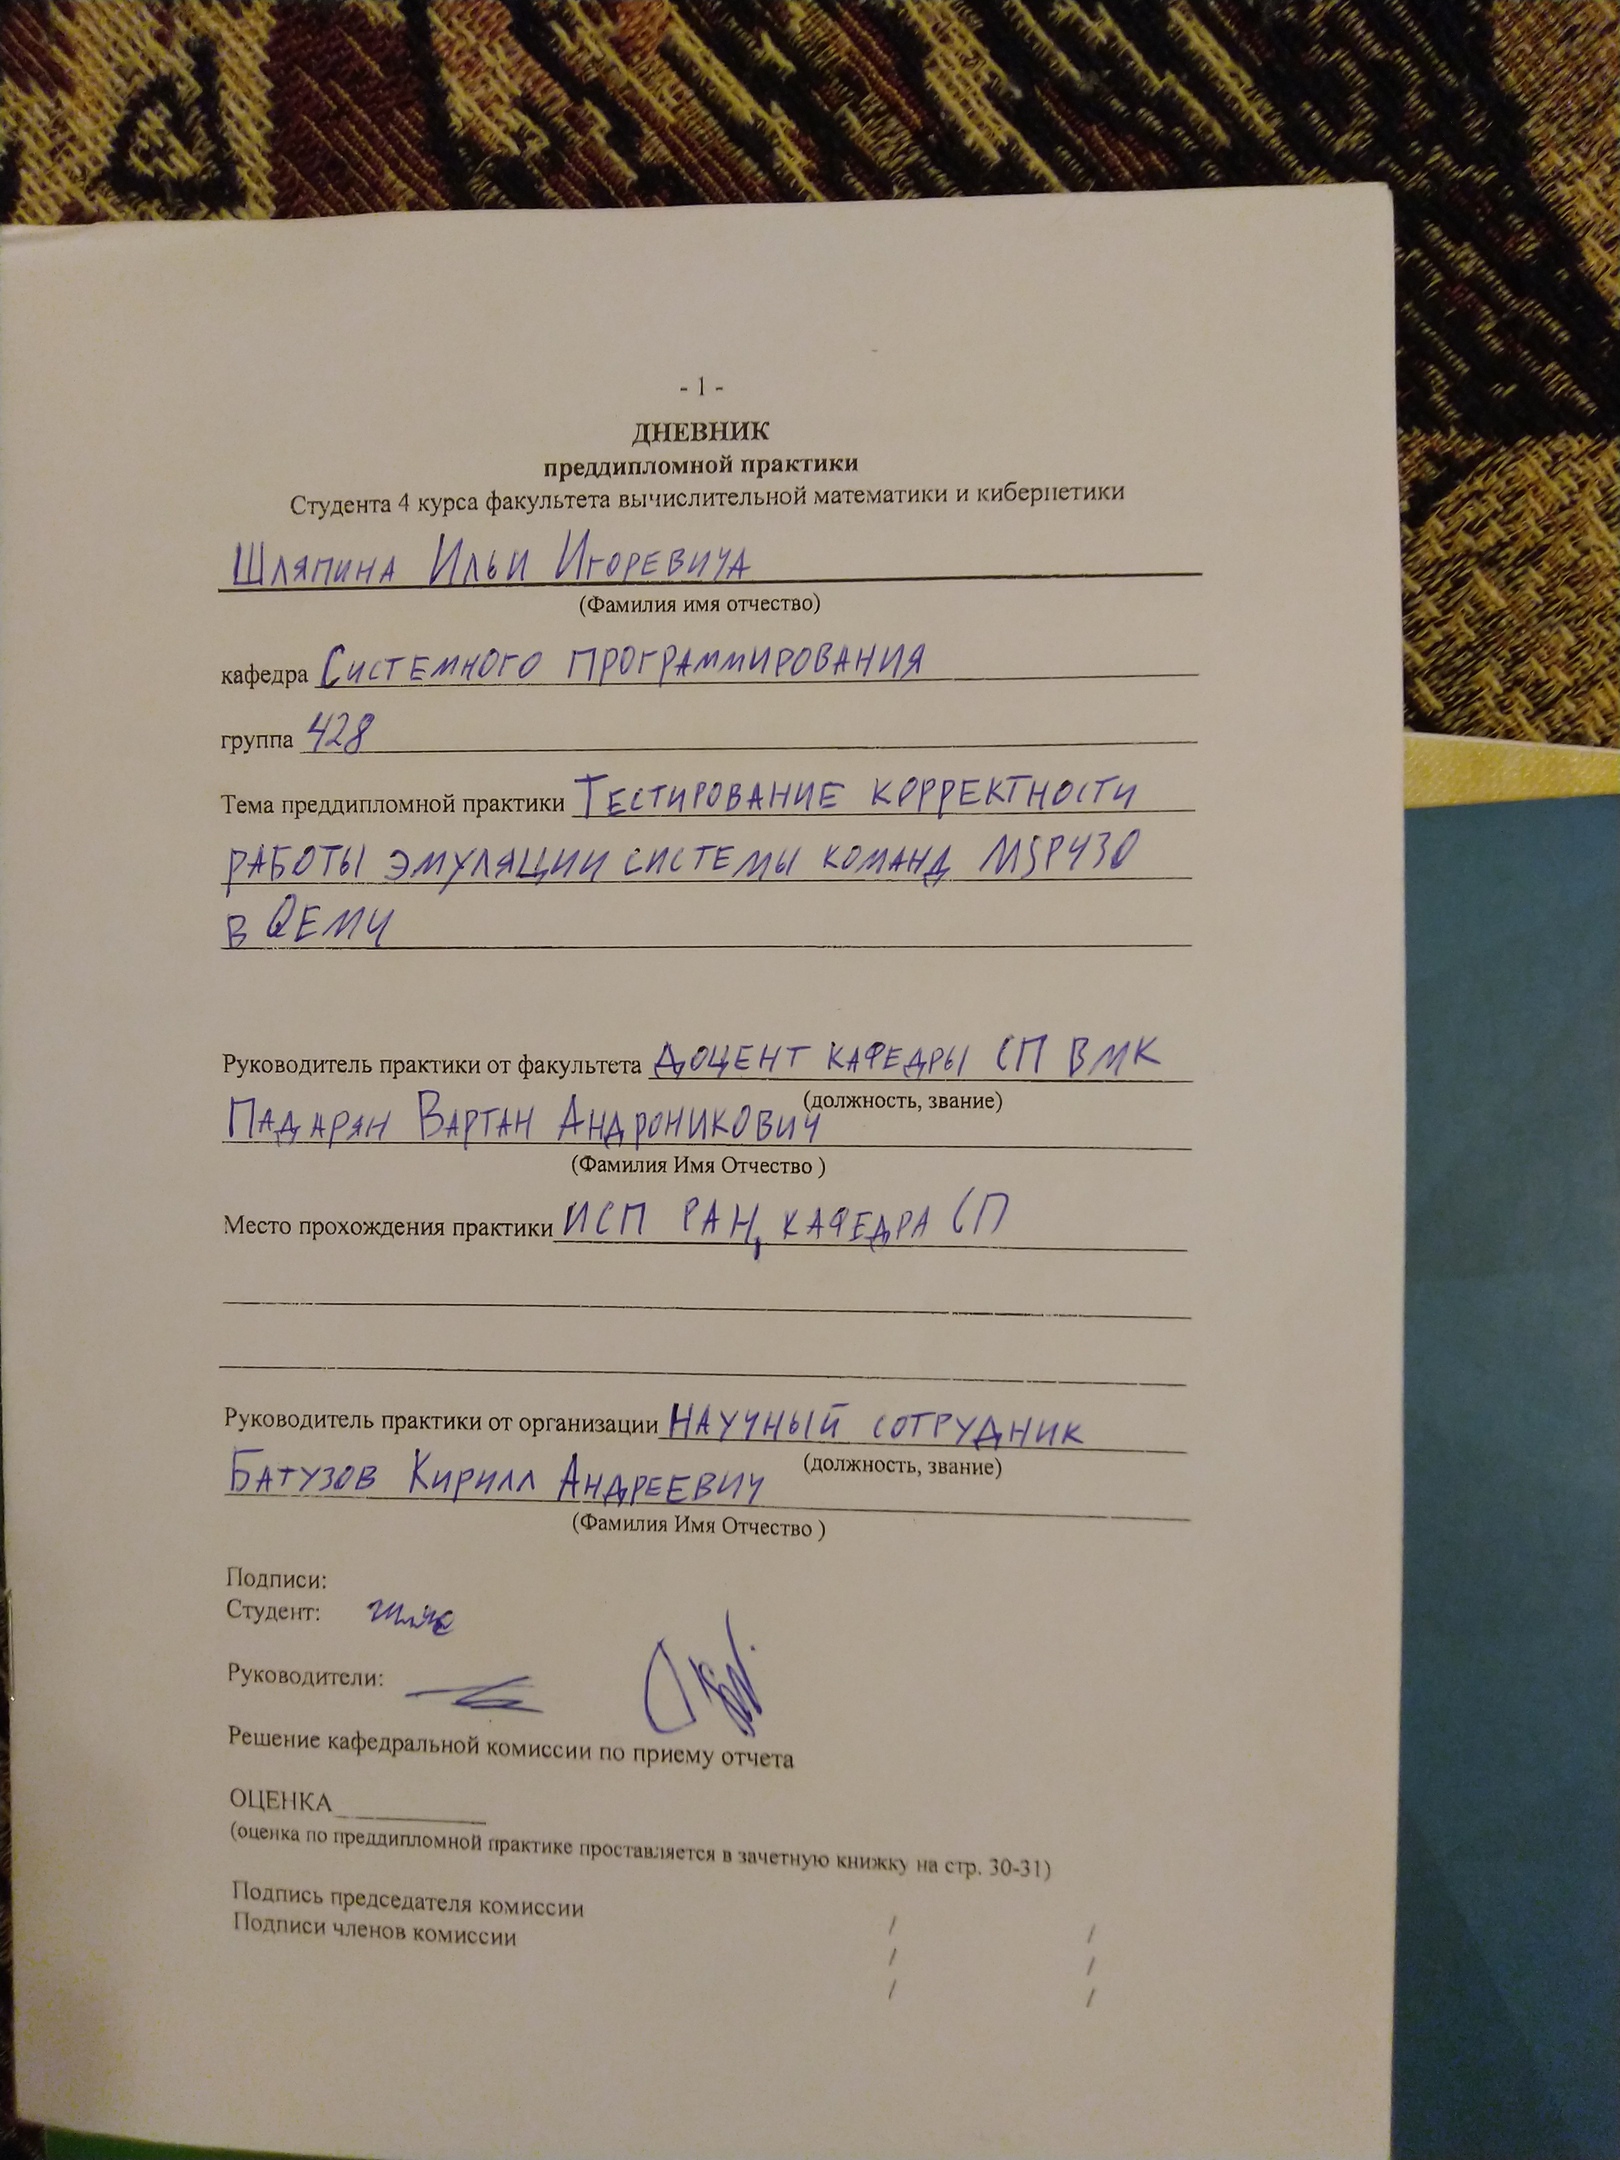 - 1 -
ДНЕВНИК
преддипломной практики
Студента 4 курса факультета вычислительной математики и кибернетики
Шляпина Ильи Игоревича
(Фамилия имя отчество)
кафедра Системного программирования
группа 428
Тема преддипломной практики Тестирование корректности
работы эмуляции системы команд MSP430
в QEMU
Руководитель практики от факультета доцент кафедры СП ВМК
(должность, звание)
Падарян Вартан Андроникович
(Фамилия Имя Отчество )
Место прохождения практики ИСП РАН, кафедра СП
Руководитель практики от организации научный сотрудник
(должность, звание)
Батузов Кирилл Андреевич
(Фамилия Имя Отчество )
Подписи:
Студент:
Руководители:
Решение кафедральной комиссии по приему отчета
ОЦЕНКА____________
(оценка по преддипломной практике проставляется в зачетную книжку на стр. 30-31)
Подпись председателя комиссии / /
Подписи членов комиссии / /
/ /